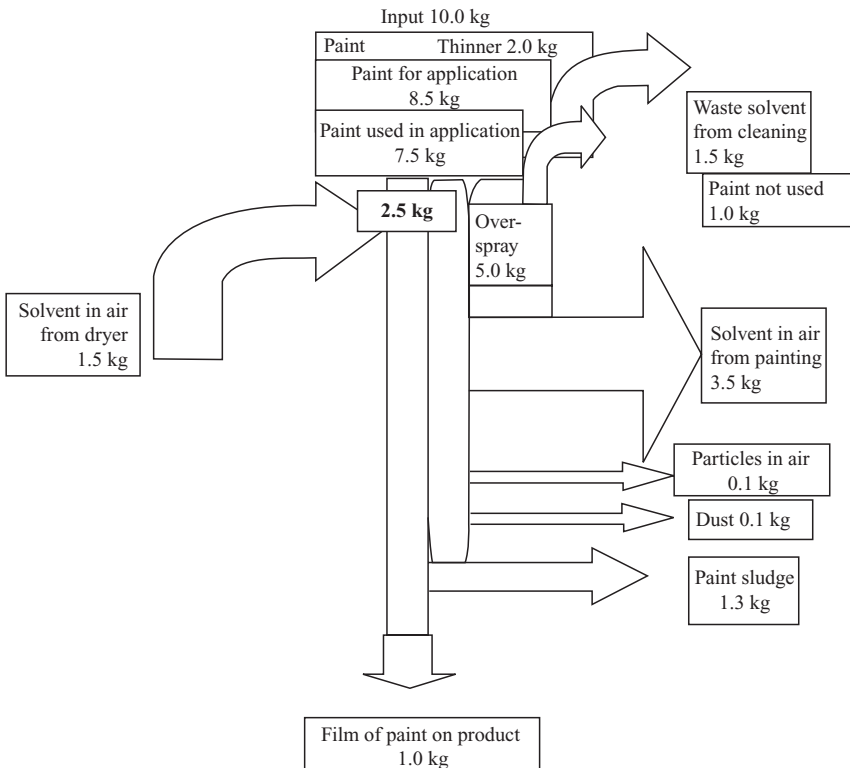 Input 10.0 kg
Paint Thinner 2.0 kg
Paint for application
8.5 kg
Paint used in application
7.5 kg
Waste solvent
from cleaning
1.5 kg
Paint not used
1.0 kg
2.5 kg
Over-
spray
5.0 kg
Solvent in air
from dryer
1.5 kg
Solvent in air
from painting
3.5 kg
Particles in air
0.1 kg
Dust 0.1 kg
Paint sludge
1.3 kg
Film of paint on product
1.0 kg